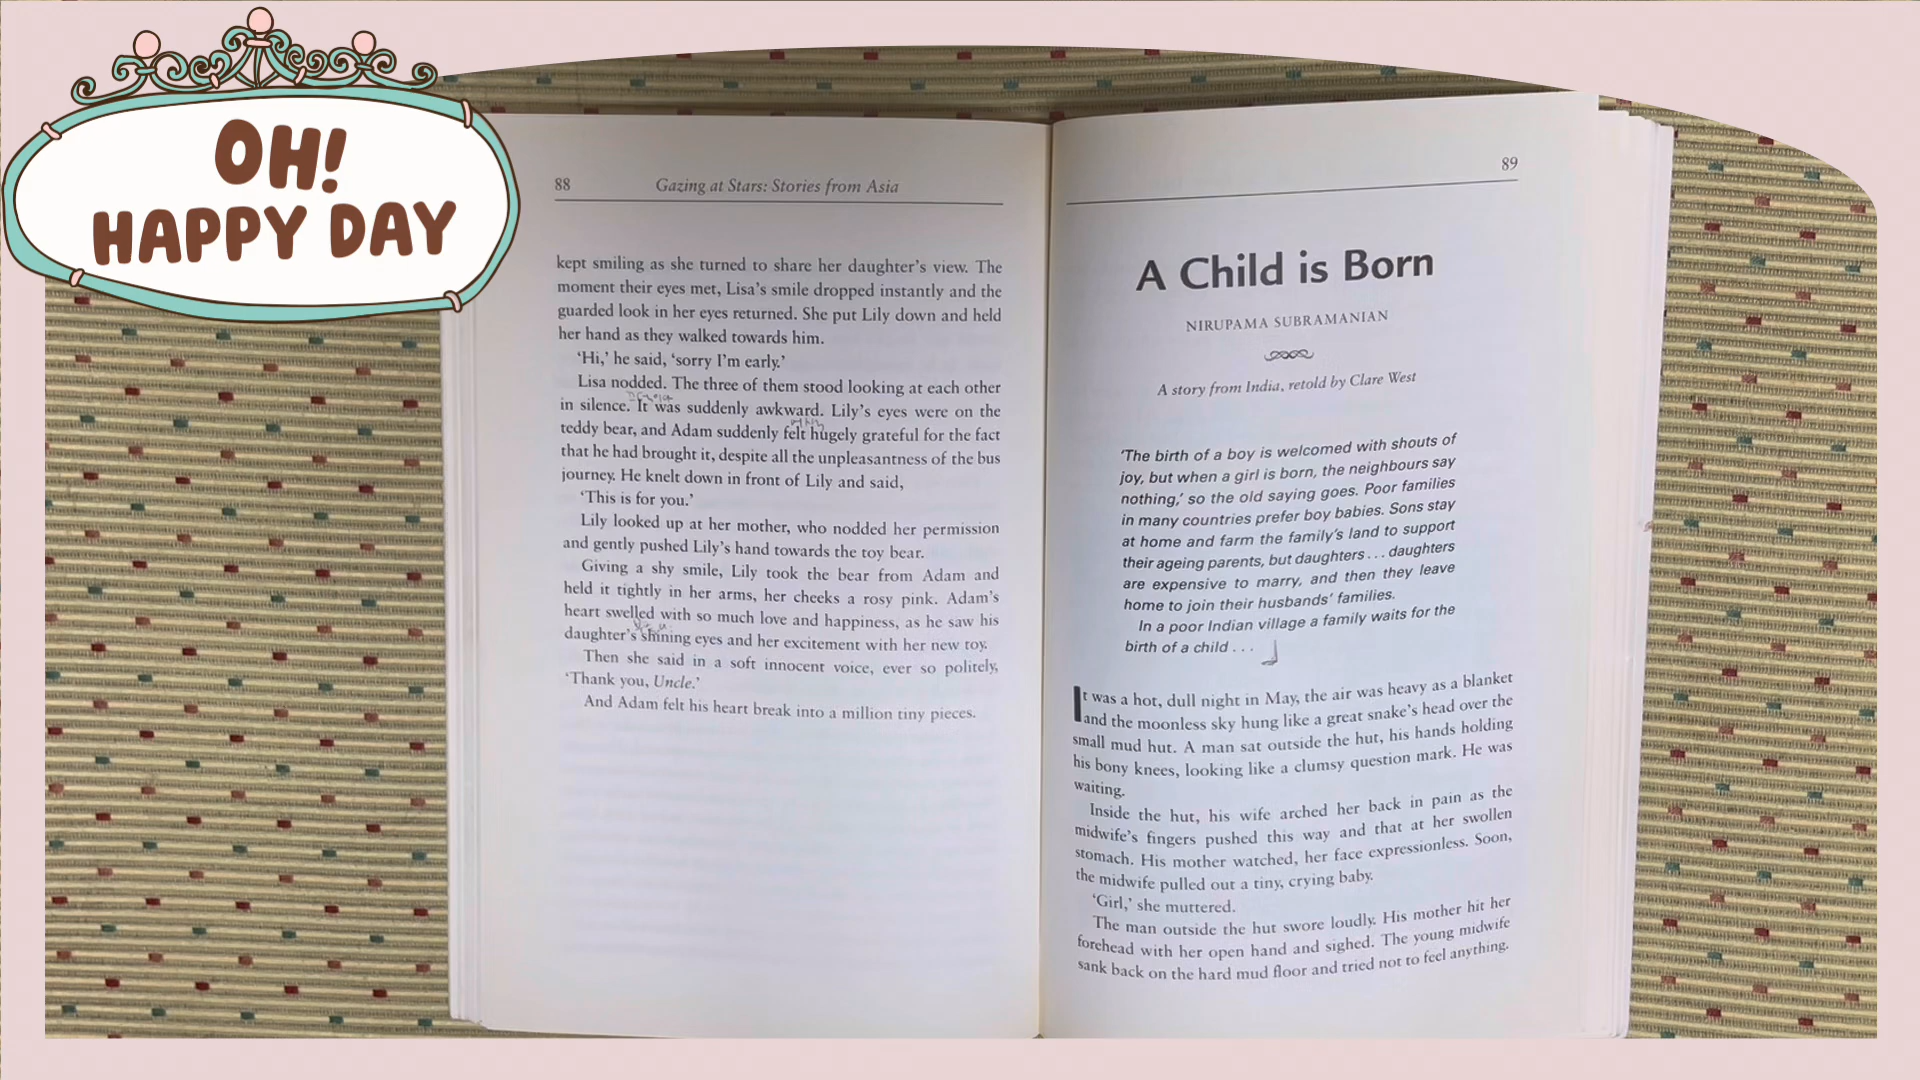 OH!
HAPPY DAY
88
Gazing at Stars: Stories from Asia
kept smiling as she turned to share her daughter's view. The
moment their eyes met, Lisa's smile dropped instantly and the
guarded look in her eyes returned. She put Lily down and held
her hand as they walked towards him.
‘Hi,’ he said, ‘sorry I'm early.’
Lisa nodded. The three of them stood looking at each other
in silence. It was suddenly awkward. Lily's eyes were on the
teddy bear, and Adam suddenly felt hugely grateful for the fact
that he had brought it, despite all the unpleasantness of the bus
journey. He knelt down in front of Lily and said,
‘This is for you.’
Lily looked up at her mother, who nodded her permission
and gently pushed Lily's hand towards the toy bear.
Giving a shy smile, Lily took the bear from Adam and
held it tightly in her arms, her cheeks a rosy pink. Adam's
heart swelled with so much love and happiness, as he saw his
daughter's shining eyes and her excitement with her new toy.
Then she said in a soft innocent voice, ever so politely,
‘Thank you, Uncle.’
And Adam felt his heart break into a million tiny pieces.
89
A Child is Born
NIRUPAMA SUBRAMANIAN
A story from India, retold by Clare West
‘The birth of a boy is welcomed with shouts of
joy, but when a girl is born, the neighbours say
nothing,’ so the old saying goes. Poor families
in many countries prefer boy babies. Sons stay
at home and farm the family's land to support
their ageing parents, but daughters . . . daughters
are expensive to marry, and then they leave
home to join their husbands' families.
In a poor Indian village a family waits for the
birth of a child . . .
It was a hot, dull night in May, the air was heavy as a blanket
and the moonless sky hung like a great snake's head over the
small mud hut. A man sat outside the hut, his hands holding
his bony knees, looking like a clumsy question mark. He was
waiting.
Inside the hut, his wife arched her back in pain as the
midwife's fingers pushed this way and that at her swollen
stomach. His mother watched, her face expressionless. Soon,
the midwife pulled out a tiny, crying baby.
‘Girl,’ she muttered.
The man outside the hut swore loudly. His mother hit her
forehead with her open hand and sighed. The young midwife
sank back on the hard mud floor and tried not to feel anything.